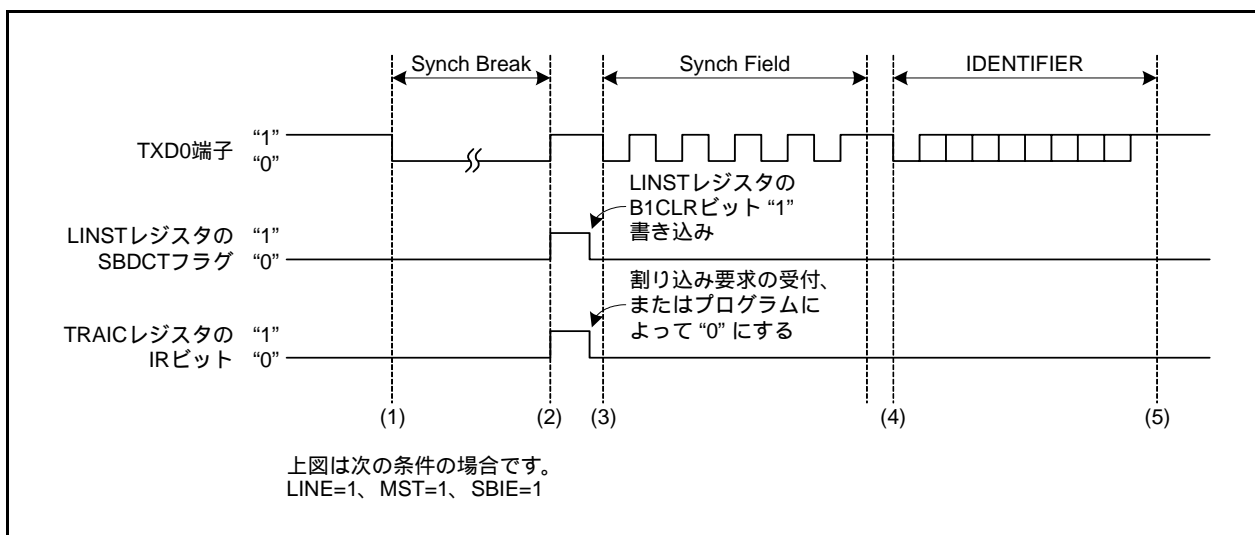 Synch Break
Synch Field
IDENTIFIER
TXD0端子
“1”
“0”
LINSTレジスタの
B1CLRビット “1”
書き込み
LINSTレジスタの
SBDCTフラグ
“1”
“0”
割り込み要求の受付、
またはプログラムに
よって “0” にする
TRAICレジスタの
IRビット
“1”
“0”
(1)
(2)
(3)
(4)
(5)
上図は次の条件の場合です。
LINE=1、MST=1、SBIE=1